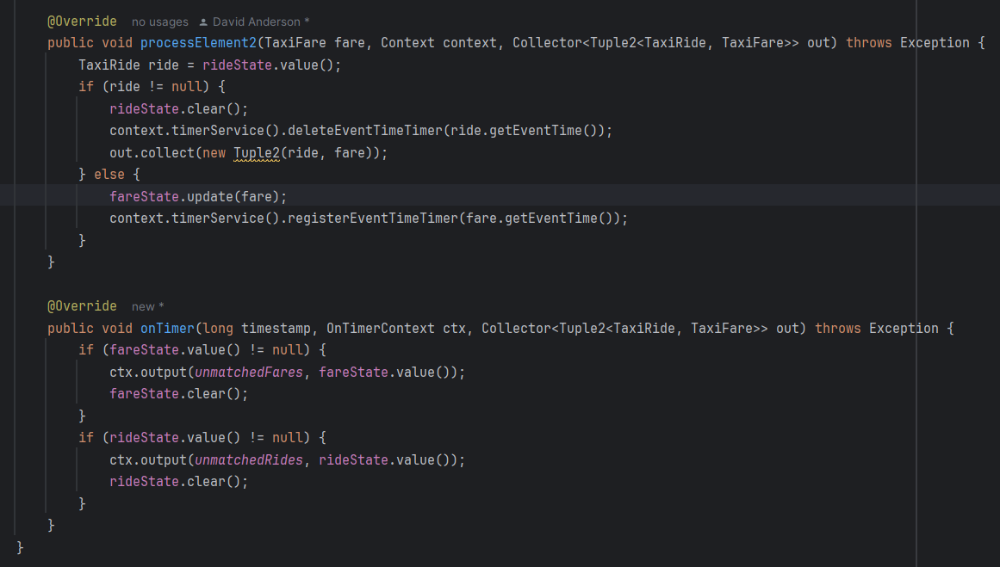 @Override no usages David Anderson *
public void processElement2(TaxiFare fare, Context context, Collector<Tuple2<TaxiRide, TaxiFare>> out) throws Exception {
TaxiRide ride = rideState.value();
if (ride != null) {
rideState.clear();
context.timerService().deleteEventTimeTimer(ride.getEventTime());
out.collect(new Tuple2(ride, fare));
} else {
fareState.update(fare);
context.timerService().registerEventTimeTimer(fare.getEventTime());
}
}
@Override new *
public void onTimer(long timestamp, OnTimerContext ctx, Collector<Tuple2<TaxiRide, TaxiFare>> out) throws Exception {
if (fareState.value() != null) {
ctx.output(unmatchedFares, fareState.value());
fareState.clear();
}
if (rideState.value() != null) {
ctx.output(unmatchedRides, rideState.value());
rideState.clear();
}
}
}